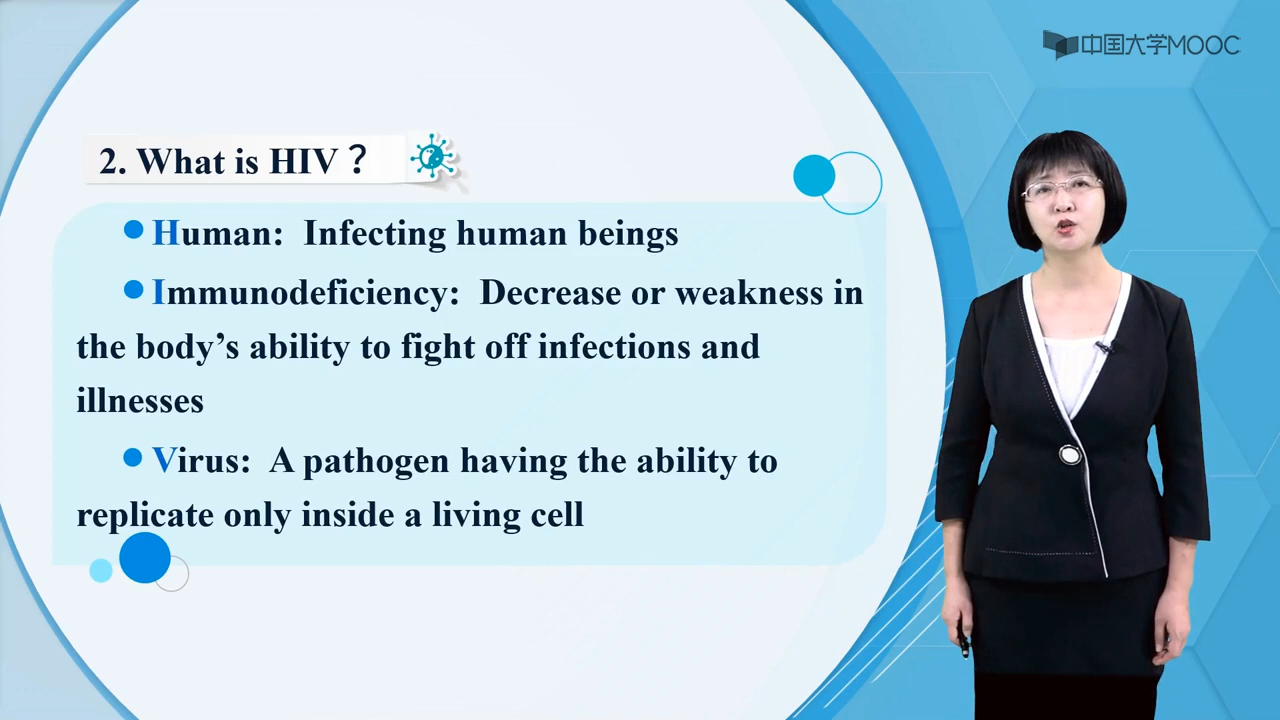 中国大学MOOC
2. What is HIV？
Human: Infecting human beings
Immunodeficiency: Decrease or weakness in
the body’s ability to fight off infections and
illnesses
Virus: A pathogen having the ability to
replicate only inside a living cell